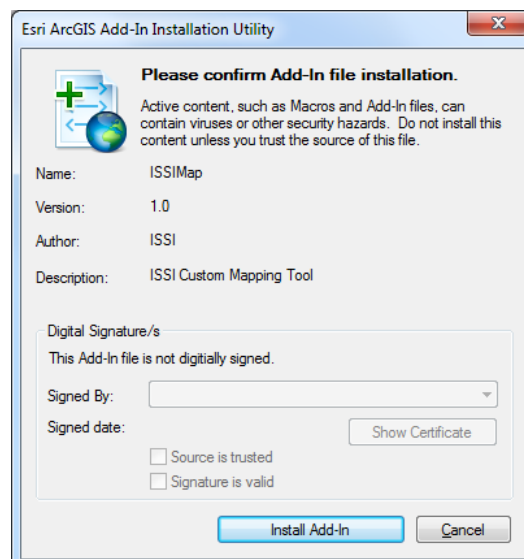 Esri ArcGIS Add-In Installation Utility
Please confirm Add-In file installation.
Active content, such as Macros and Add-In files, can
contain viruses or other security hazards. Do not install this
content unless you trust the source of this file.
Name: ISSIMap
Version: 1.0
Author: ISSI
Description: ISSI Custom Mapping Tool
Digital Signature/s
This Add-In file is not digitially signed.
Signed By:
Signed date:
Show Certificate
Source is trusted
Signature is valid
Install Add-In
Cancel